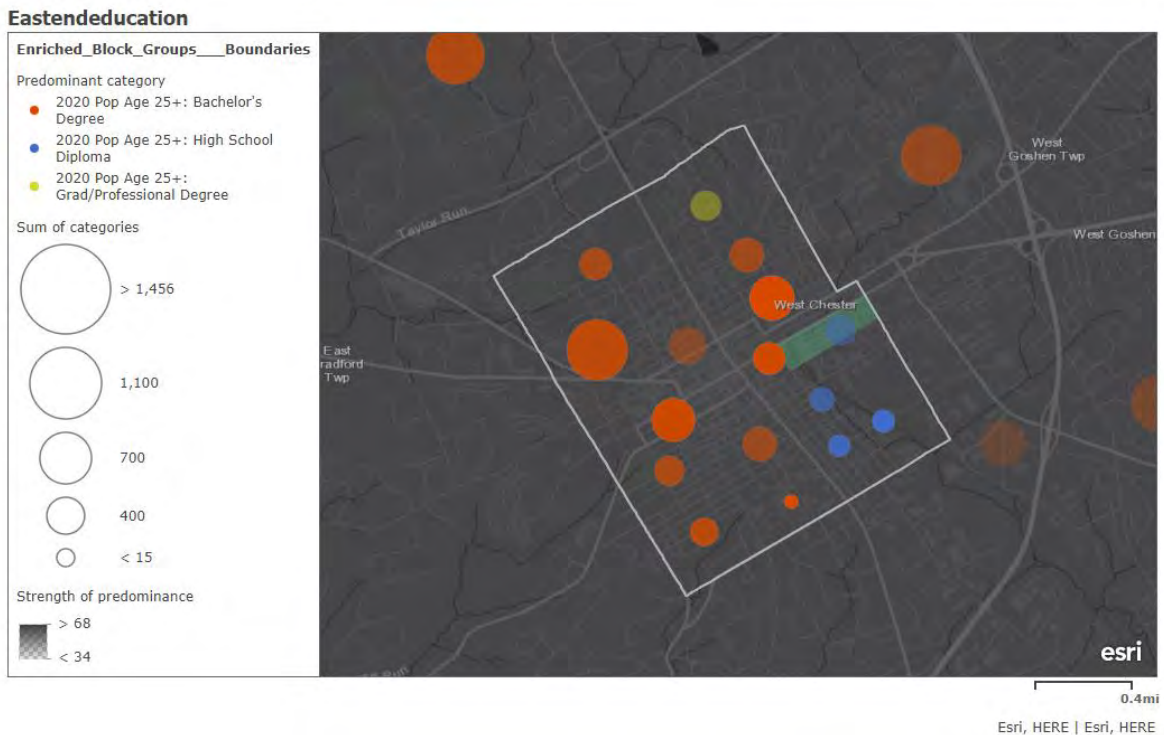 Eastendeducation
Enriched_Block_Groups___Boundaries
Predominant category
2020 Pop Age 25+: Bachelor's
Degree
2020 Pop Age 25+: High School
Diploma
2020 Pop Age 25+:
Grad/Professional Degree
Sum of categories
> 1,456
1,100
700
400
< 15
Strength of predominance
> 68
< 34
West
Goshen Twp
Taylor Run
West Goshen
West Chester
East
radford
Twp
Run
esri
0.4mi
Esri, HERE | Esri, HERE